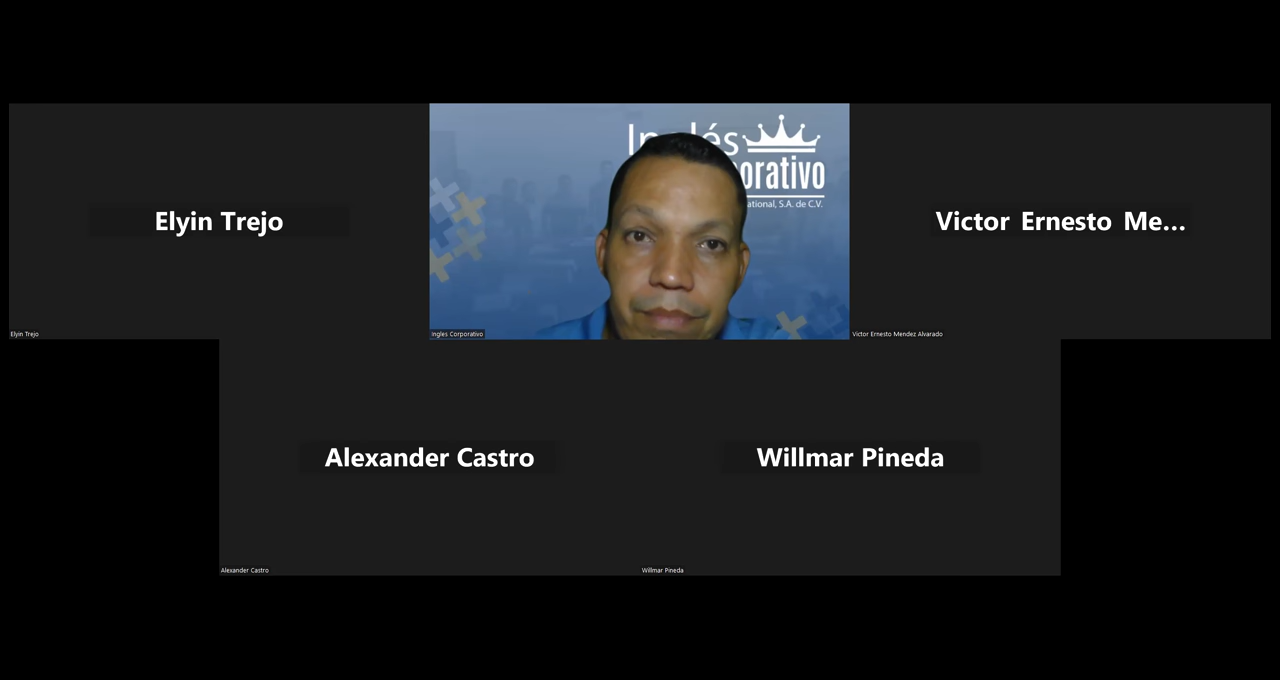 Elyin Trejo
Victor Ernesto Me...
Elyin Trejo
Ingles Corporativo
Victor Ernesto Mendez Alvarado
Alexander Castro
Willmar Pineda
Alexander Castro
Willmar Pineda
S.A. de C.V.